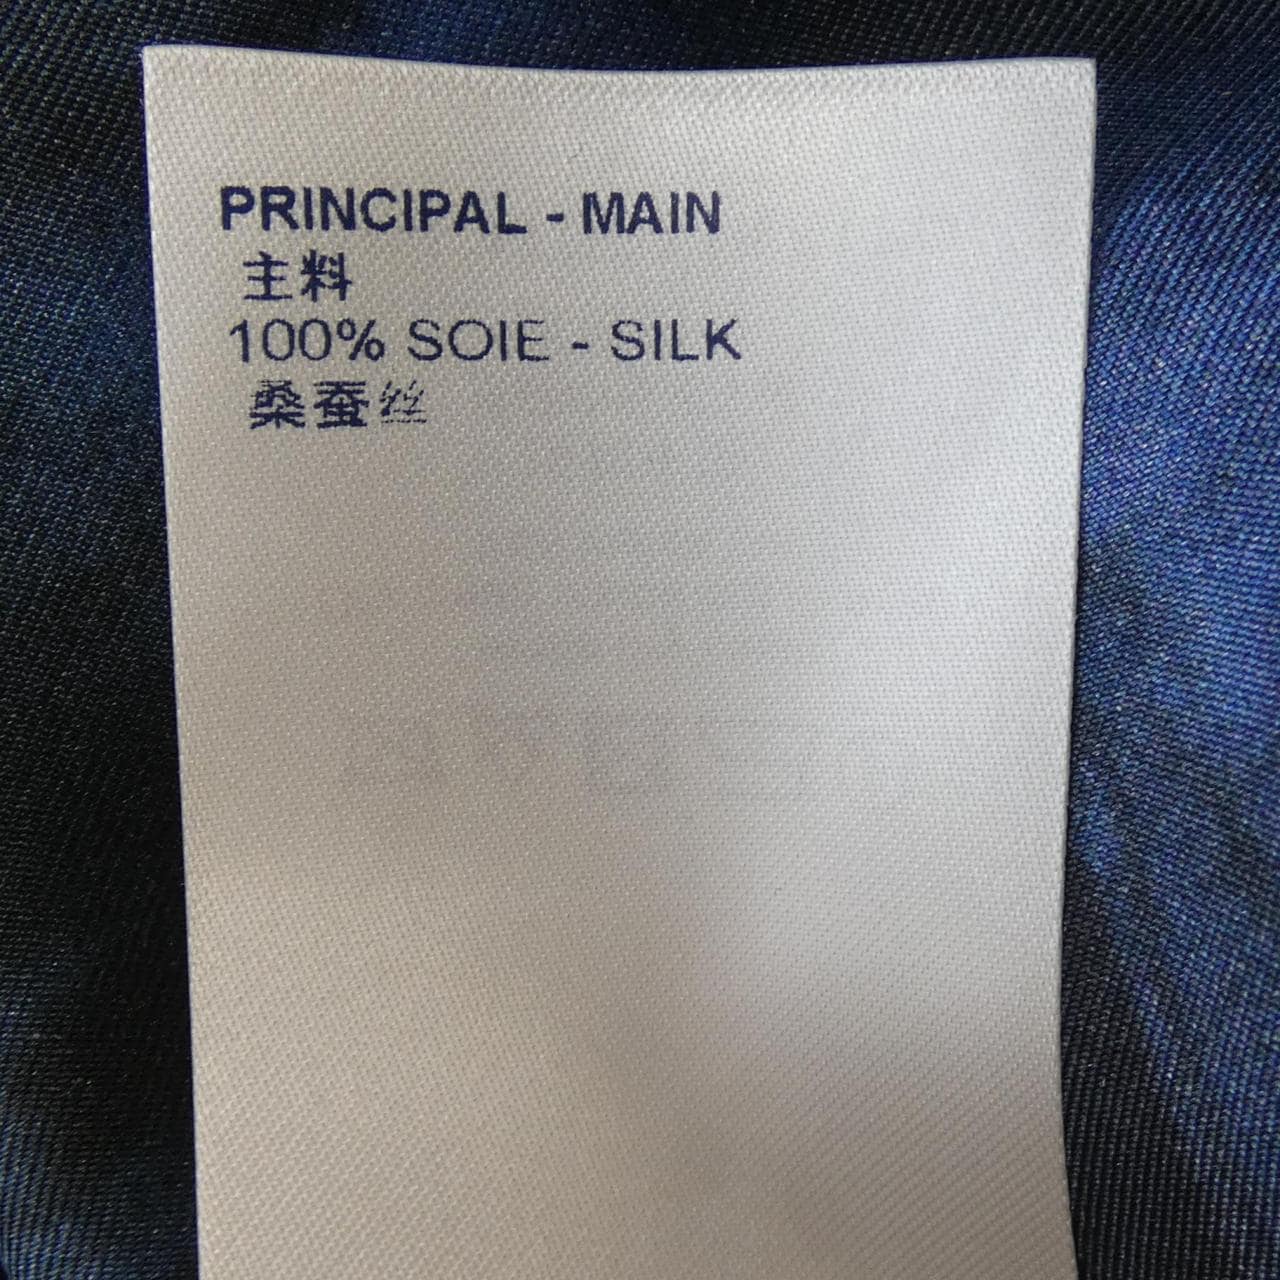 PRINCIPAL - MAIN
主料
100% SOIE - SILK
桑蚕丝